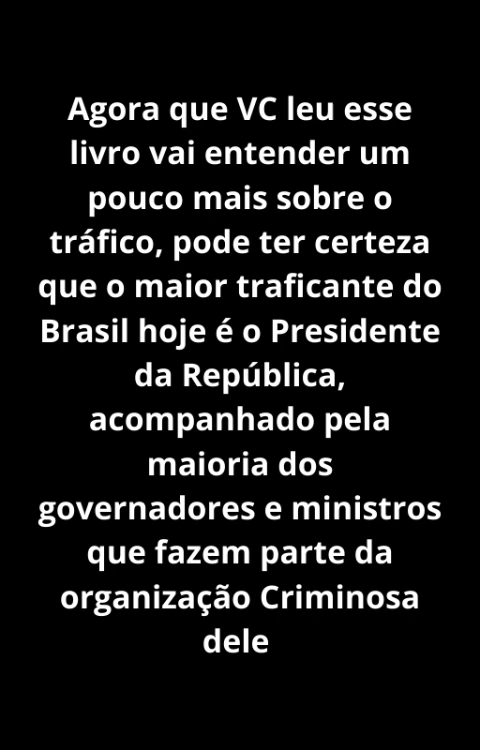 Agora que VC leu esse
livro vai entender um
pouco mais sobre o
tráfico, pode ter certeza
que o maior traficante do
Brasil hoje é o Presidente
da República,
acompanhado pela
maioria dos
governadores e ministros
que fazem parte da
organização Criminosa
dele